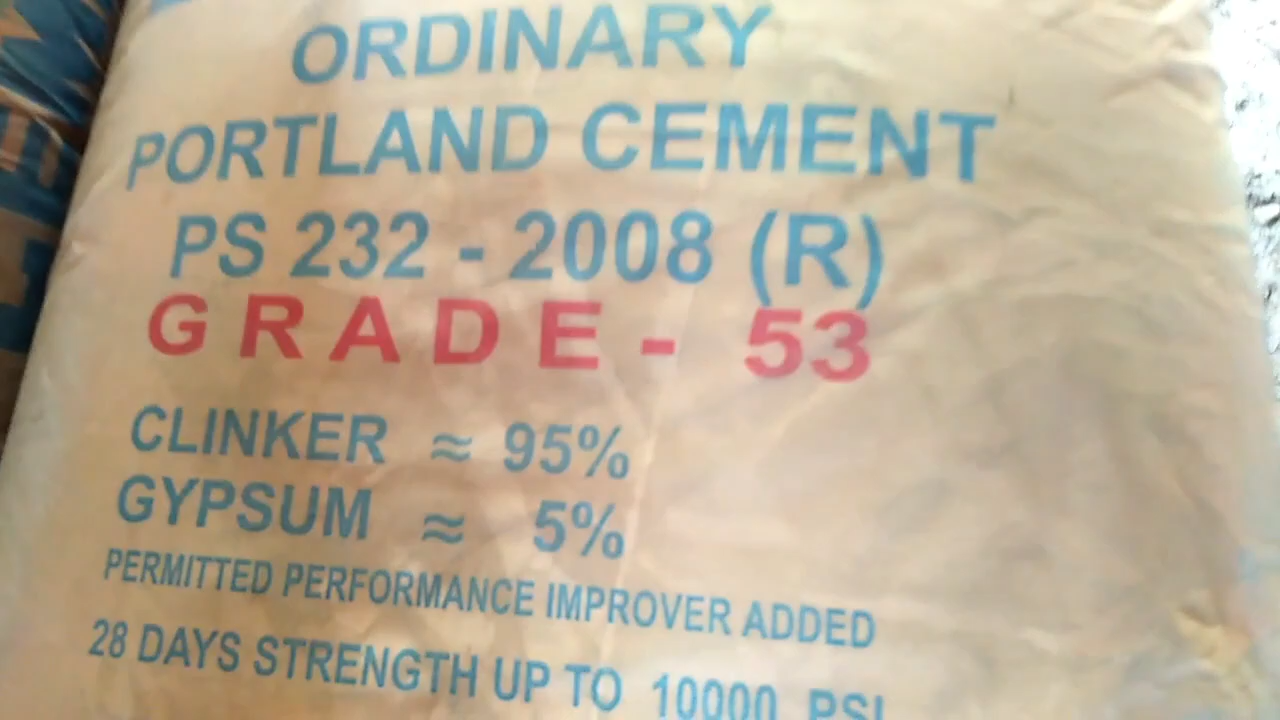 ORDINARY
PORTLAND CEMENT
PS 232 - 2008 (R)
GRADE - 53
CLINKER ≈ 95%
GYPSUM ≈ 5%
PERMITTED PERFORMANCE IMPROVER ADDED
28 DAYS STRENGTH UP TO 10000 PSI